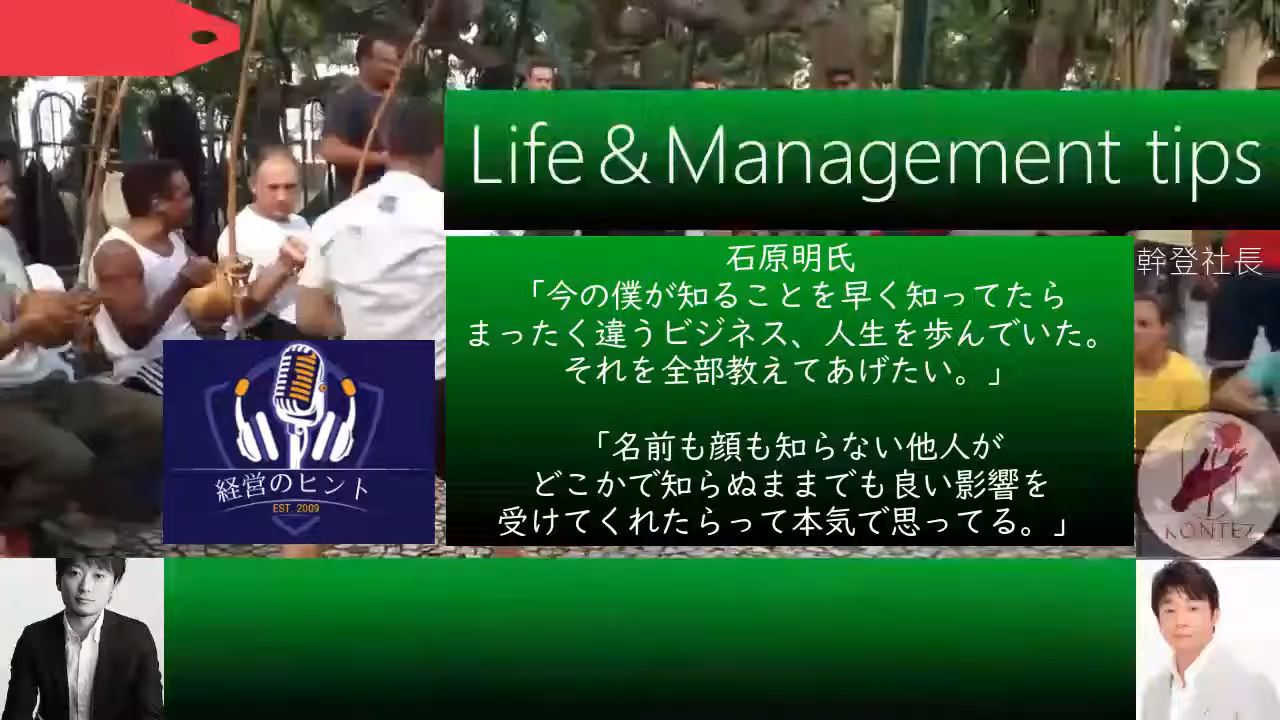 Life&Management tips
石原明氏
「今の僕が知ることを早く知ってたら
まったく違うビジネス、人生を歩んでいた。
それを全部教えてあげたい。」
「名前も顔も知らない他人が
どこかで知らぬままでも良い影響を
受けてくれたらって本気で思ってる。」
幹登社長
経営のヒント
EST. 2009
KONTEZ